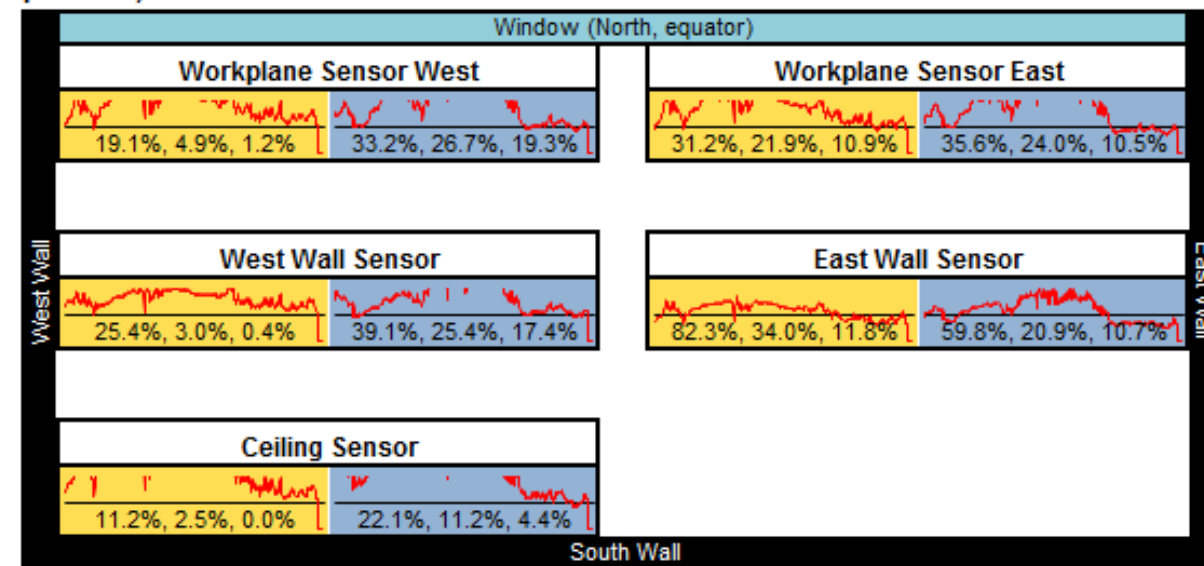 Window (North, equator)
Workplane Sensor West
Workplane Sensor East
19.1%, 4.9%, 1.2%
33.2%, 26.7%, 19.3%
31.2%, 21.9%, 10.9%
35.6%, 24.0%, 10.5%
West Wall
West Wall Sensor
East Wall Sensor
East Wall
25.4%, 3.0%, 0.4%
39.1%, 25.4%, 17.4%
82.3%, 34.0%, 11.8%
59.8%, 20.9%, 10.7%
Ceiling Sensor
11.2%, 2.5%, 0.0%
22.1%, 11.2%, 4.4%
South Wall